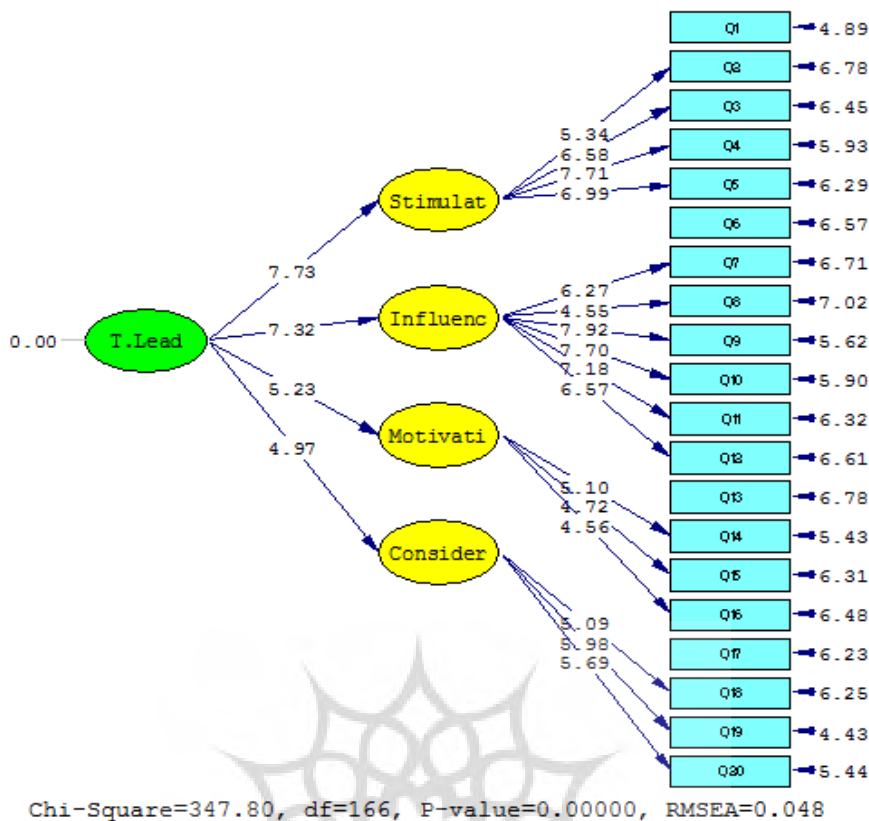 Q1 4.89
Q2 6.78
Q3 6.45
5.34
6.58
Q4 5.93
7.71
Q5 6.29
6.99
Stimulat
Q6 6.57
7.73
Q7 6.71
6.27
Q8 7.02
4.55
Influenc
7.32
7.92
Q9 5.62
0.00 T.Lead
7.70
7.18
Q10 5.90
6.57
5.23
Q11 6.32
Motivati
4.97
Q12 6.61
5.10
Q13 6.78
4.72
4.56
Q14 5.43
Consider
Q15 6.31
Q16 6.48
5.09
5.98
Q17 6.23
5.69
Q18 6.25
Q19 4.43
Q20 5.44
Chi-Square=347.80, df=166, P-value=0.00000, RMSEA=0.048